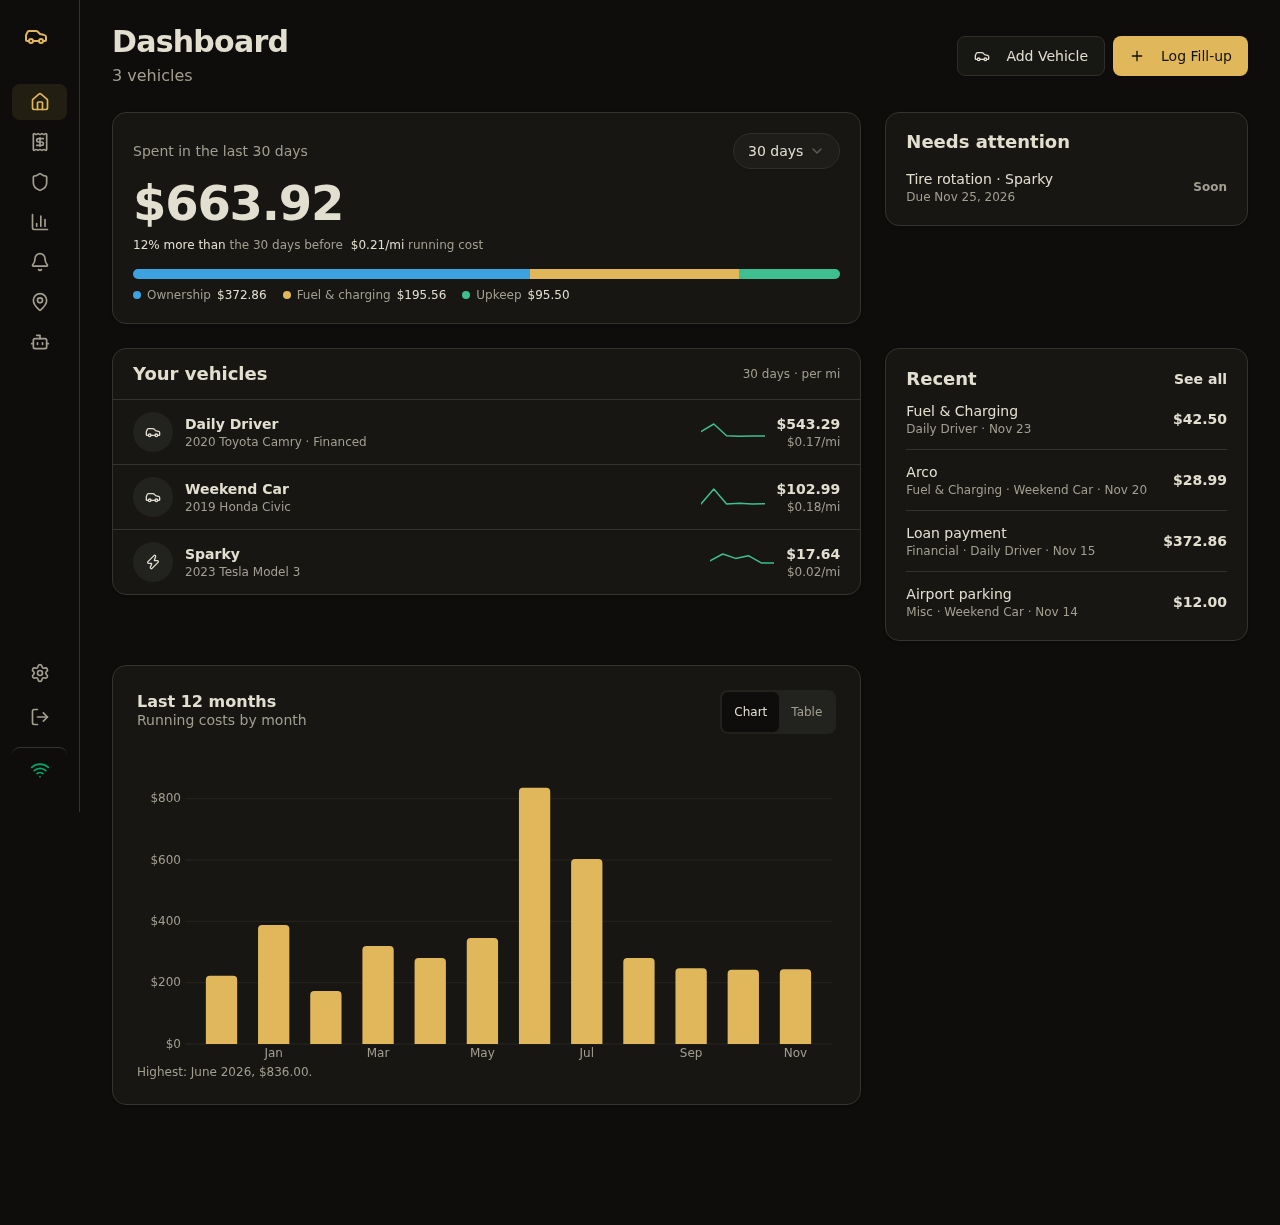 Dashboard
3 vehicles
Add Vehicle
Log Fill-up
Spent in the last 30 days
30 days
$663.92
12% more than the 30 days before $0.21/mi running cost
Ownership $372.86 Fuel & charging $195.56 Upkeep $95.50
Needs attention
Tire rotation · Sparky
Due Nov 25, 2026
Soon
Your vehicles
30 days · per mi
Daily Driver
2020 Toyota Camry · Financed
$543.29
$0.17/mi
Weekend Car
2019 Honda Civic
$102.99
$0.18/mi
Sparky
2023 Tesla Model 3
$17.64
$0.02/mi
Recent
See all
Fuel & Charging
Daily Driver · Nov 23
$42.50
Arco
Fuel & Charging · Weekend Car · Nov 20
$28.99
Loan payment
Financial · Daily Driver · Nov 15
$372.86
Airport parking
Misc · Weekend Car · Nov 14
$12.00
Last 12 months
Running costs by month
Chart Table
$800
$600
$400
$200
$0
Jan Mar May Jul Sep Nov
Highest: June 2026, $836.00.